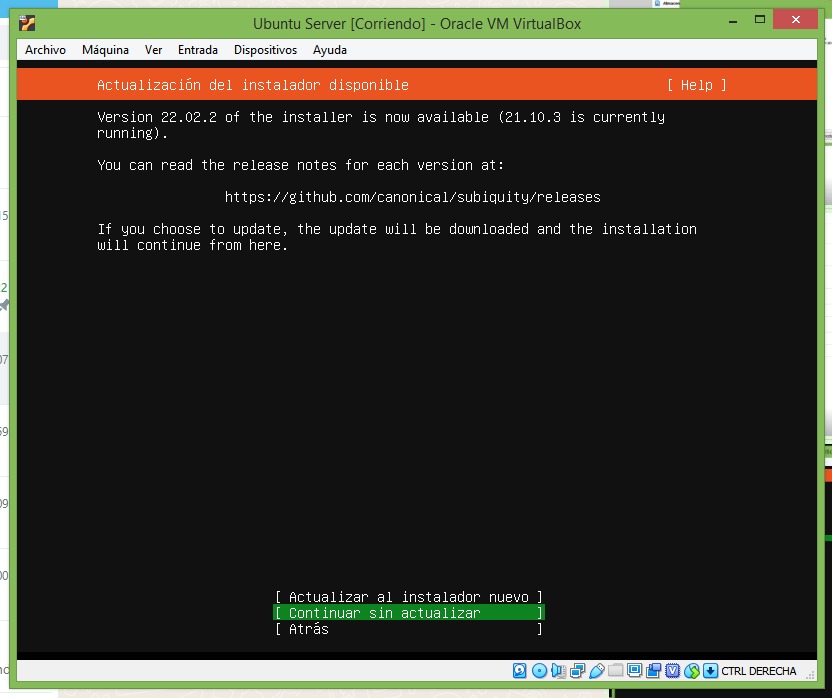 Ubuntu Server [Corriendo] - Oracle VM VirtualBox
Archivo Máquina Ver Entrada Dispositivos Ayuda
Actualización del instalador disponible [ Help ]
Version 22.02.2 of the installer is now available (21.10.3 is currently
running).
You can read the release notes for each version at:
https://github.com/canonical/subiquity/releases
If you choose to update, the update will be downloaded and the installation
will continue from here.
[ Actualizar al instalador nuevo ]
[ Continuar sin actualizar ]
[ Atrás ]
CTRL DERECHA